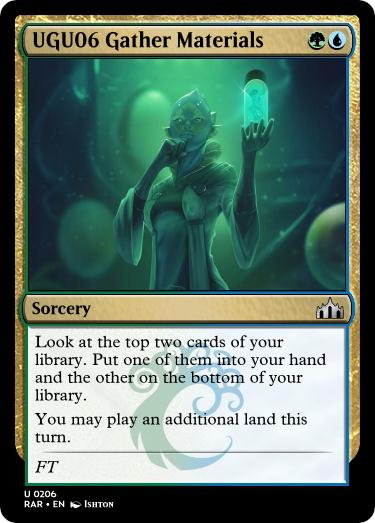 UGU06 Gather Materials
Sorcery
Look at the top two cards of your
library. Put one of them into your hand
and the other on the bottom of your
library.
You may play an additional land this
turn.
FT
U 0206
RAR • EN Ishton